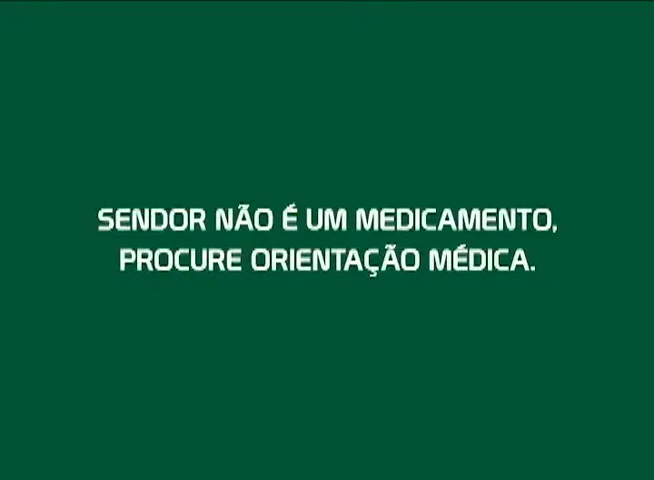 SENDOR NÃO É UM MEDICAMENTO,
PROCURE ORIENTAÇÃO MÉDICA.